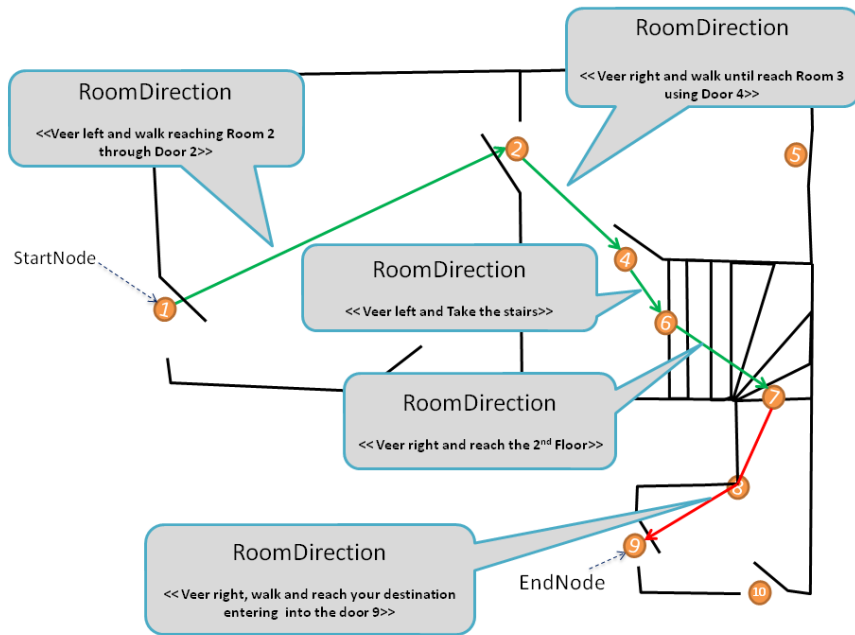 RoomDirection
<< Veer right and walk until reach Room 3
using Door 4>>
RoomDirection
<<Veer left and walk reaching Room 2
through Door 2>>
2
5
StartNode
1
4
RoomDirection
<< Veer left and Take the stairs>>
6
RoomDirection
<< Veer right and reach the 2nd Floor>>
7
8
RoomDirection
<< Veer right, walk and reach your destination
entering into the door 9>>
9
EndNode
10